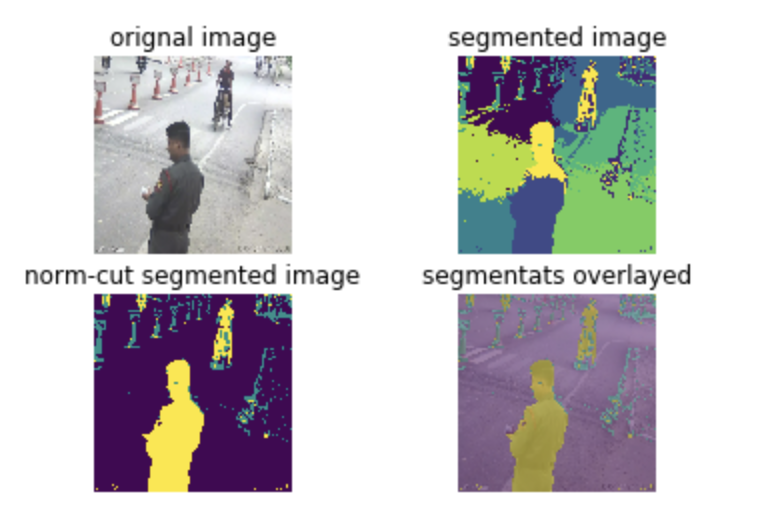 orignal image
segmented image
norm-cut segmented image
segmentats overlayed